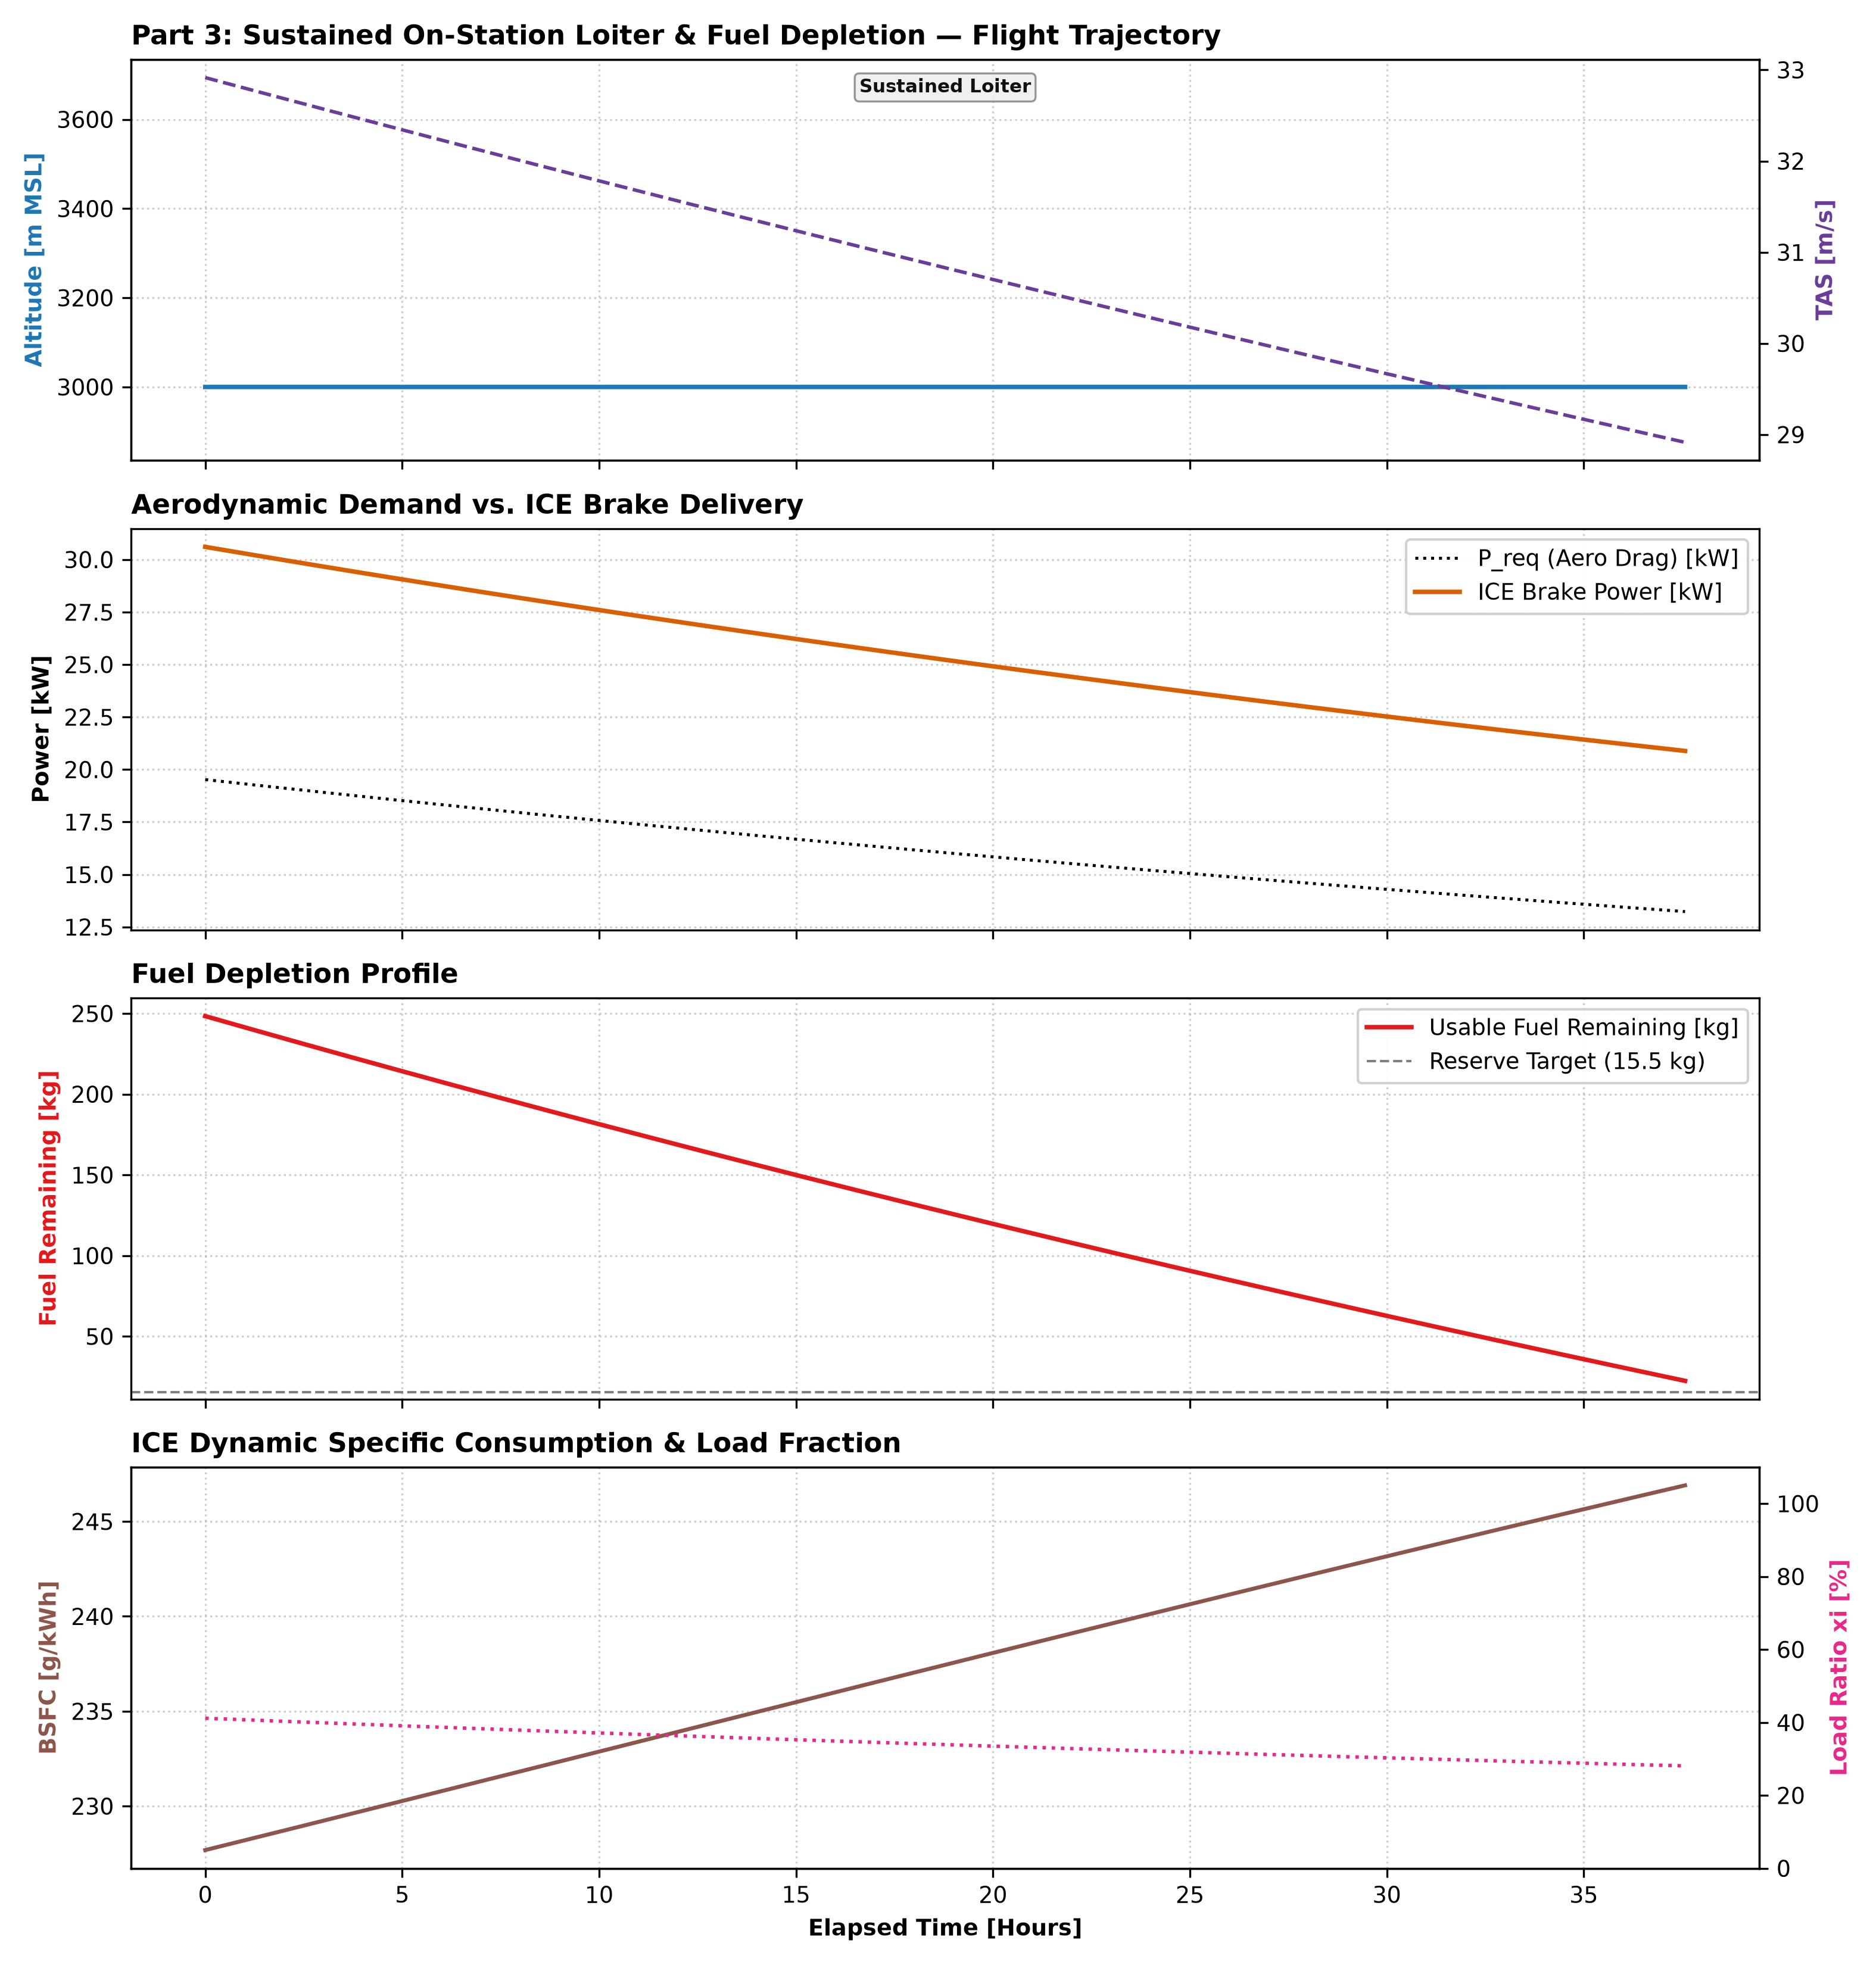 Part 3: Sustained On-Station Loiter & Fuel Depletion — Flight Trajectory
Sustained Loiter
Altitude [m MSL]
3600
3400
3200
3000
TAS [m/s]
33
32
31
30
29
Aerodynamic Demand vs. ICE Brake Delivery
Power [kW]
30.0
27.5
25.0
22.5
20.0
17.5
15.0
12.5
P_req (Aero Drag) [kW]
ICE Brake Power [kW]
Fuel Depletion Profile
Fuel Remaining [kg]
250
200
150
100
50
Usable Fuel Remaining [kg]
Reserve Target (15.5 kg)
ICE Dynamic Specific Consumption & Load Fraction
BSFC [g/kWh]
245
240
235
230
Load Ratio xi [%]
100
80
60
40
20
0
0 5 10 15 20 25 30 35
Elapsed Time [Hours]